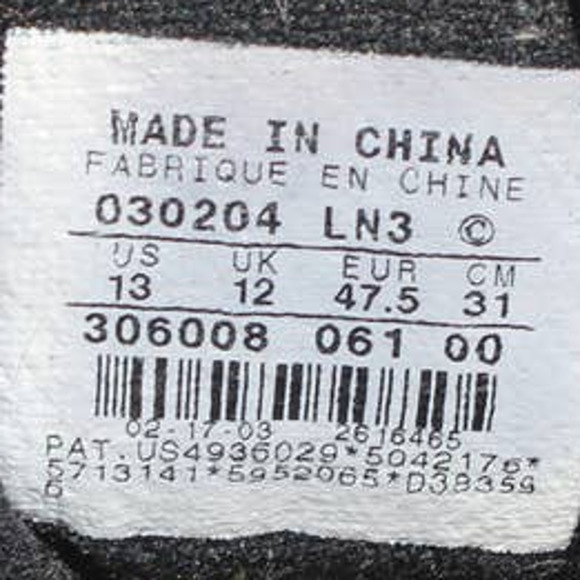 MADE IN CHINA
FABRIQUE EN CHINE
030204 LN3 ©
US UK EUR CM
13 12 47.5 31
306008 061 00
02-17-03 2616465
PAT.US4936029*5042176*
5713141*5952065*D38359
6